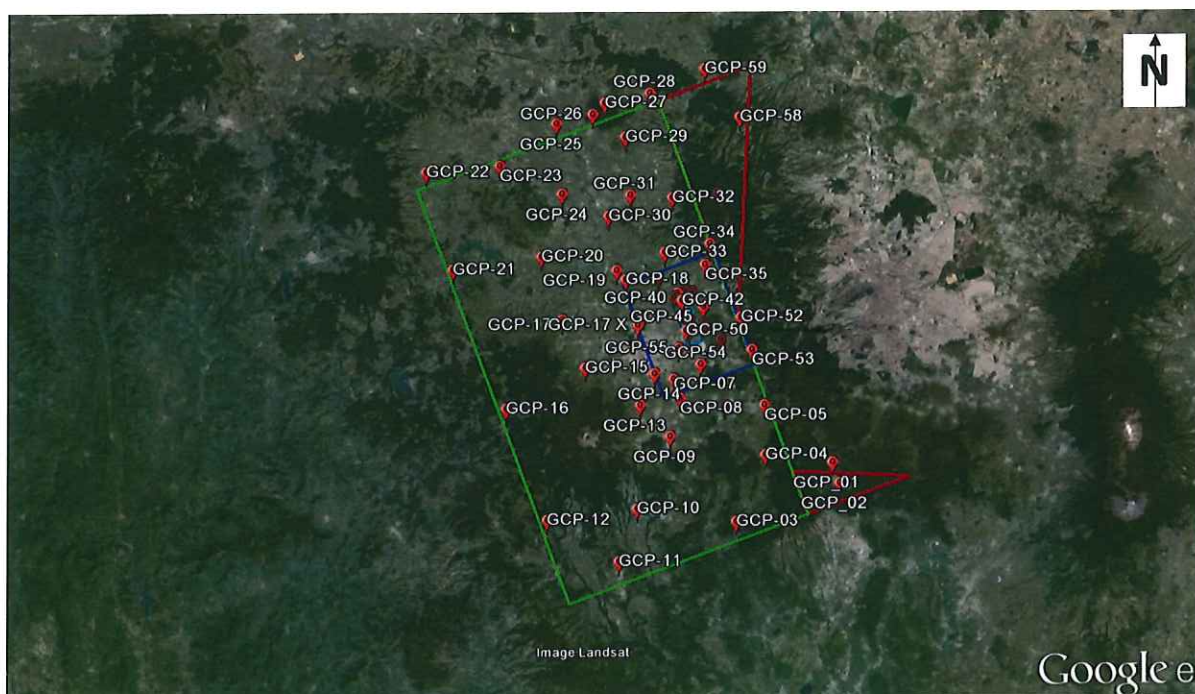 N
GCP-59
GCP-28
GCP-27
GCP-26
GCP-58
GCP-25
GCP-29
GCP-22
GCP-23
GCP-31
GCP-32
GCP-24
GCP-30
GCP-34
GCP-33
GCP-20
GCP-21
GCP-19
GCP-18
GCP-35
GCP-40
GCP-42
GCP-45
GCP-52
GCP-17
GCP-17 X
GCP-50
GCP-55
GCP-54
GCP-53
GCP-15
GCP-07
GCP-14
GCP-08
GCP-05
GCP-16
GCP-13
GCP-09
GCP-04
GCP_01
GCP_02
GCP-10
GCP-12
GCP-03
GCP-11
Image Landsat
Google e